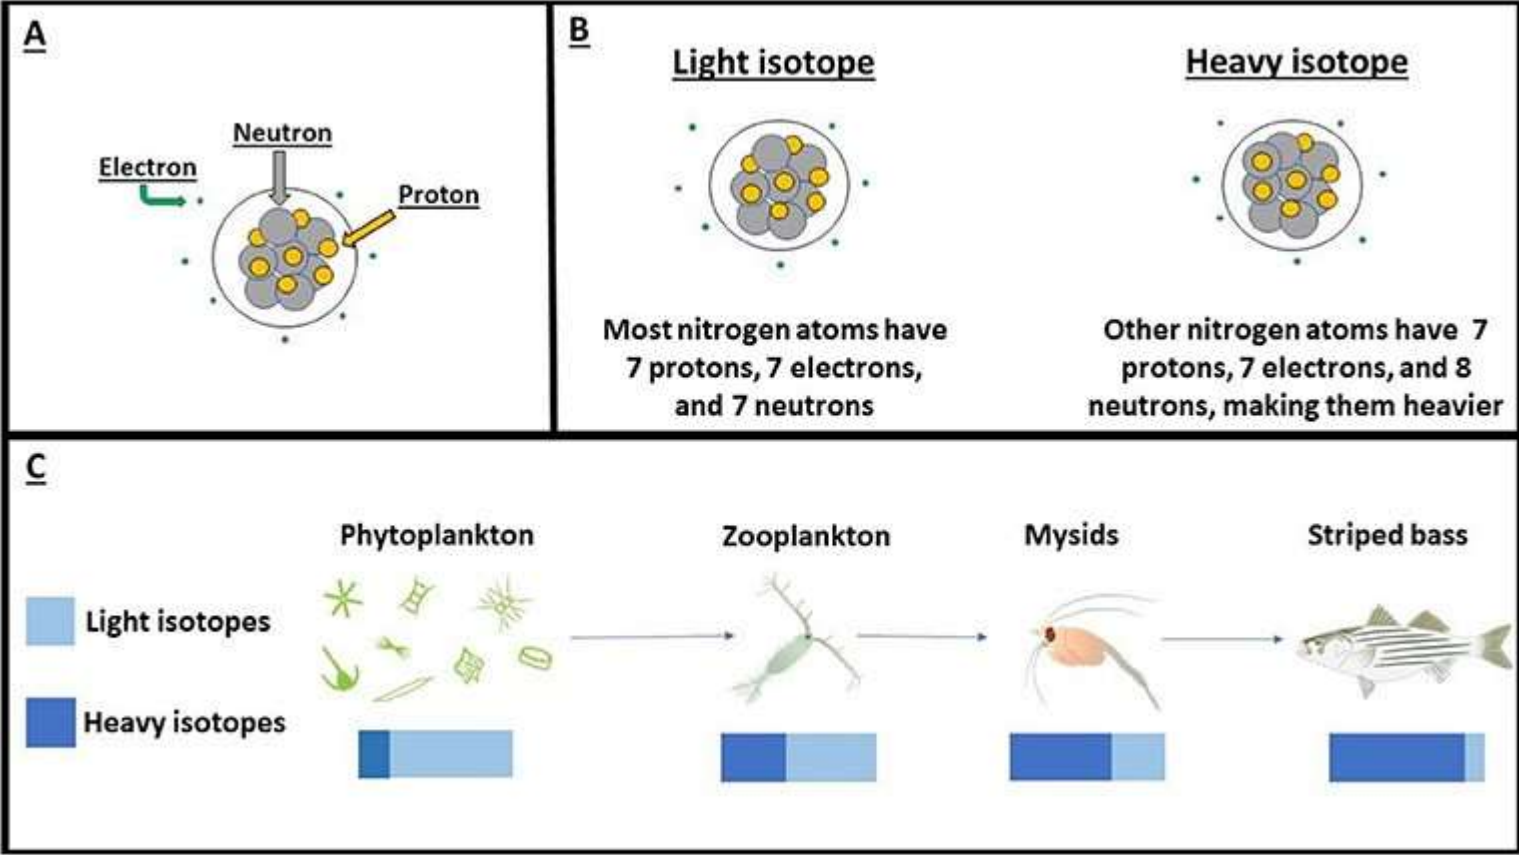 A
Neutron
Electron
Proton
B
Light isotope
Heavy isotope
Most nitrogen atoms have
7 protons, 7 electrons,
and 7 neutrons
Other nitrogen atoms have 7
protons, 7 electrons, and 8
neutrons, making them heavier
C
Phytoplankton
Zooplankton
Mysids
Striped bass
Light isotopes
Heavy isotopes